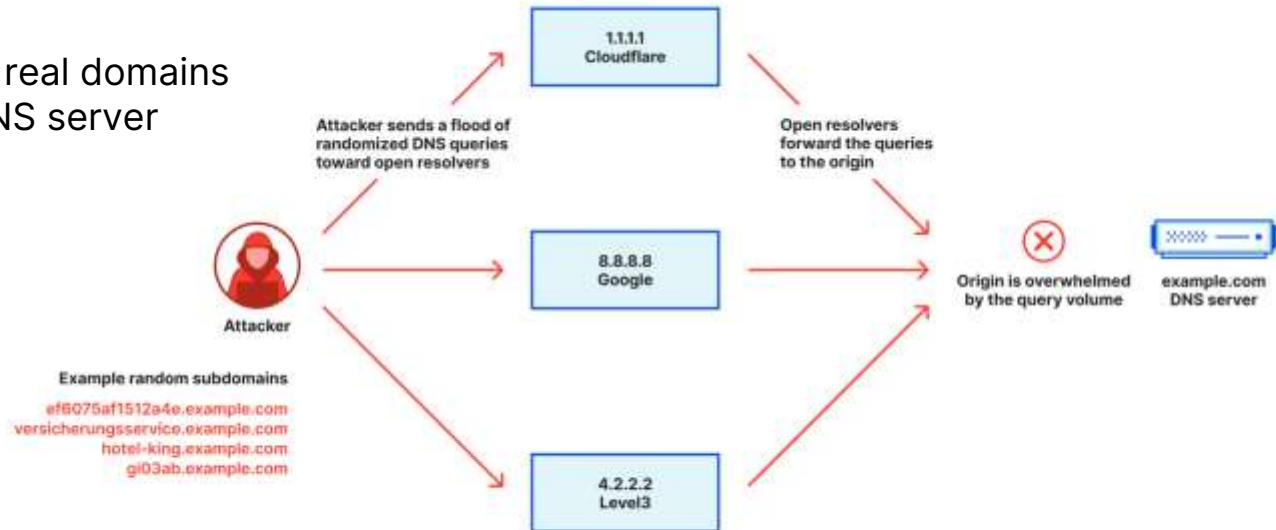 real domains
NS server
1.1.1.1
Cloudflare
Attacker sends a flood of
randomized DNS queries
toward open resolvers
Open resolvers
forward the queries
to the origin
8.8.8.8
Google
Origin is overwhelmed
by the query volume
example.com
DNS server
Attacker
Example random subdomains
ef6075af1512a4e.example.com
versicherungsservice.example.com
hotel-king.example.com
gi03ab.example.com
4.2.2.2
Level3